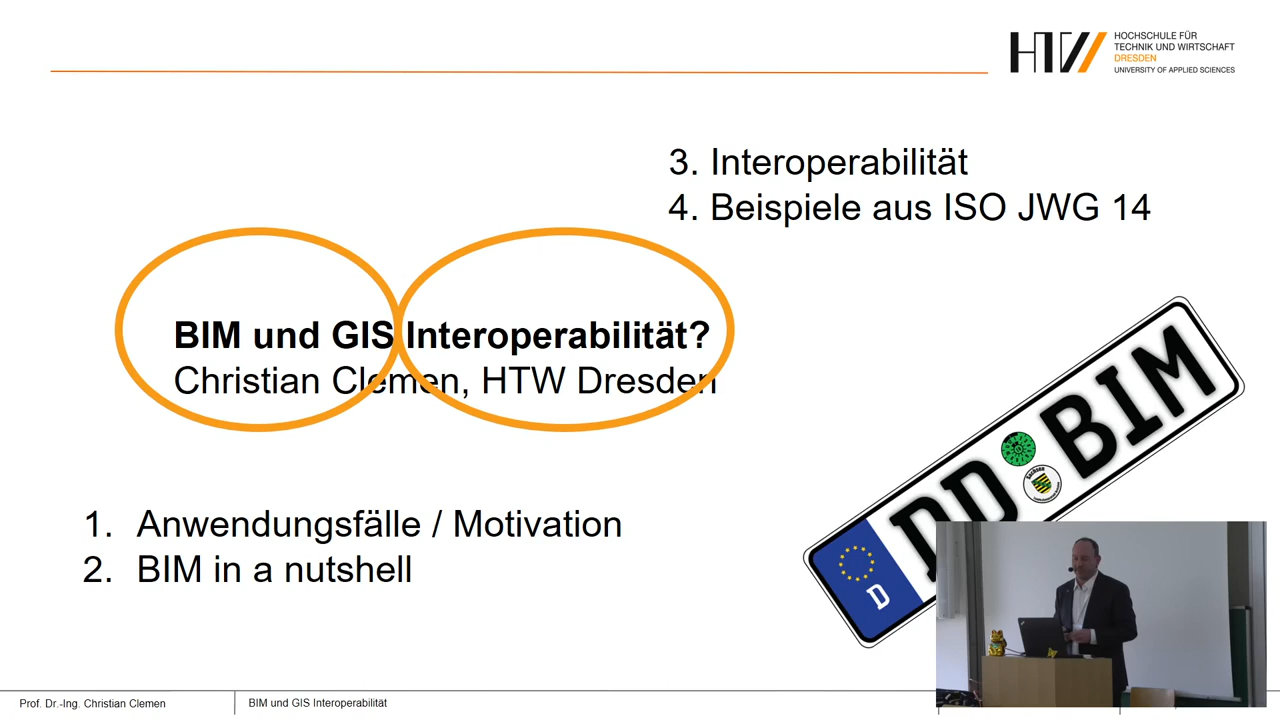 HTW
HOCHSCHULE FÜR
TECHNIK UND WIRTSCHAFT
DRESDEN
UNIVERSITY OF APPLIED SCIENCES
3. Interoperabilität
4. Beispiele aus ISO JWG 14
BIM und GIS Interoperabilität?
Christian Clemen, HTW Dresden
1. Anwendungsfälle / Motivation
2. BIM in a nutshell
D DD BIM
Sachsen
Prof. Dr.-Ing. Christian Clemen
BIM und GIS Interoperabilität